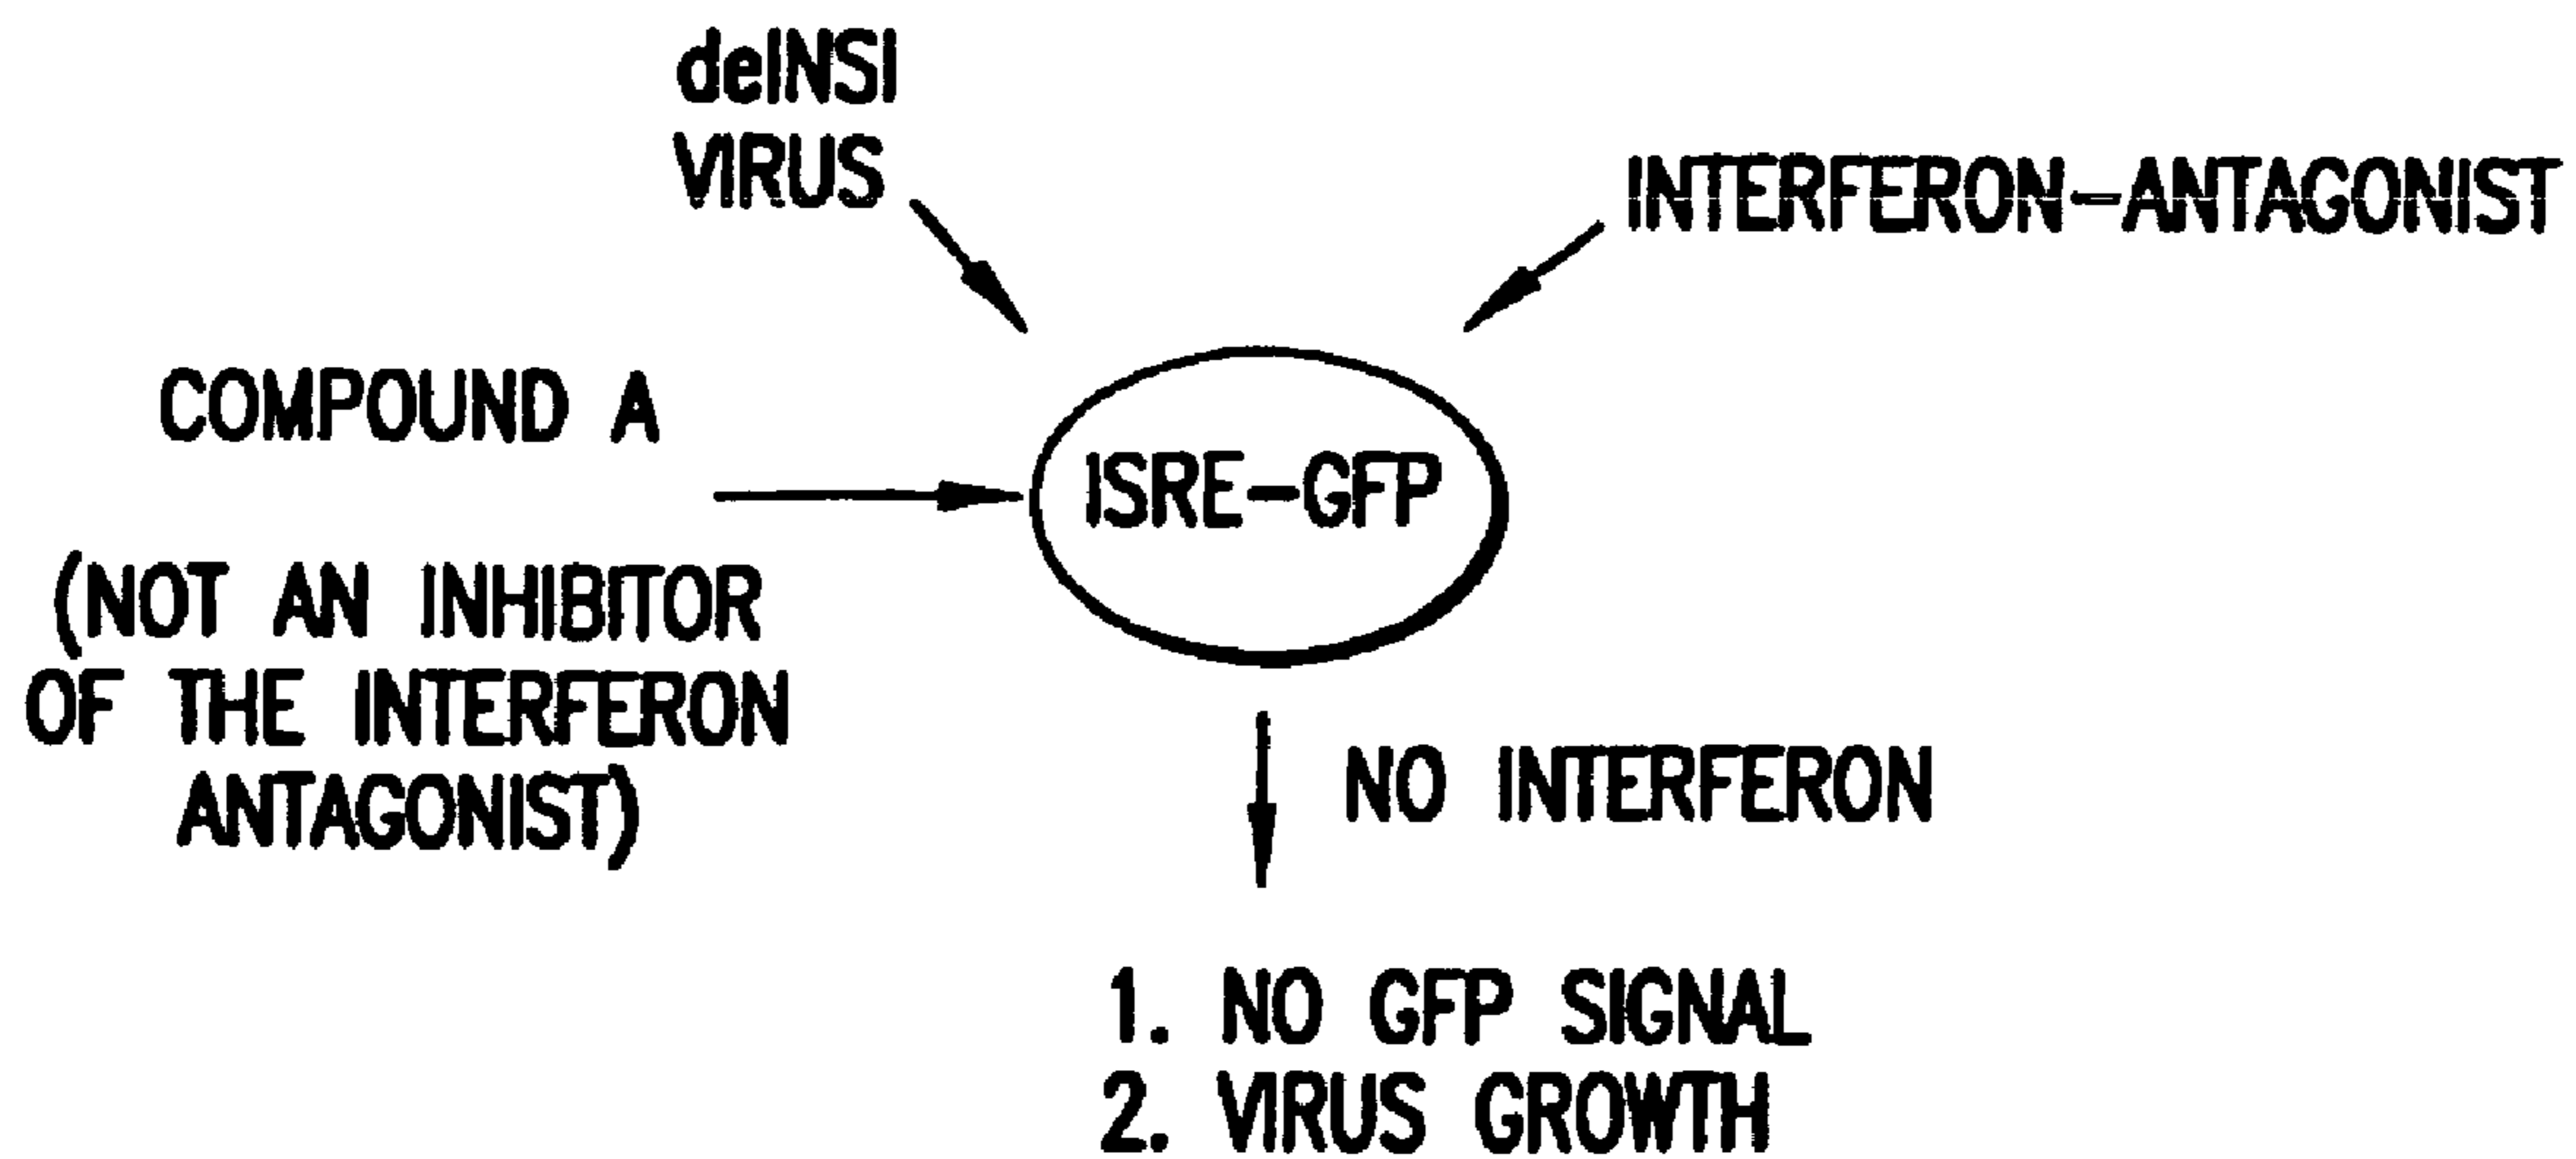 delNSI
VIRUS
INTERFERON-ANTAGONIST
COMPOUND A
ISRE-GFP
(NOT AN INHIBITOR
OF THE INTERFERON
ANTAGONIST)
NO INTERFERON
1. NO GFP SIGNAL
2. VIRUS GROWTH